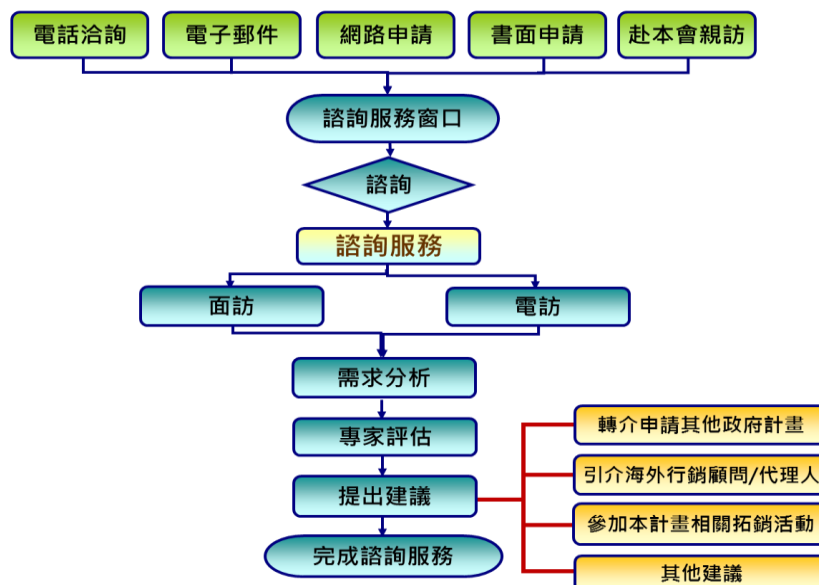 電話洽詢
電子郵件
網路申請
書面申請
赴本會親訪
諮詢服務窗口
諮詢
諮詢服務
面訪
電訪
需求分析
專家評估
提出建議
完成諮詢服務
轉介申請其他政府計畫
引介海外行銷顧問/代理人
參加本計畫相關拓銷活動
其他建議